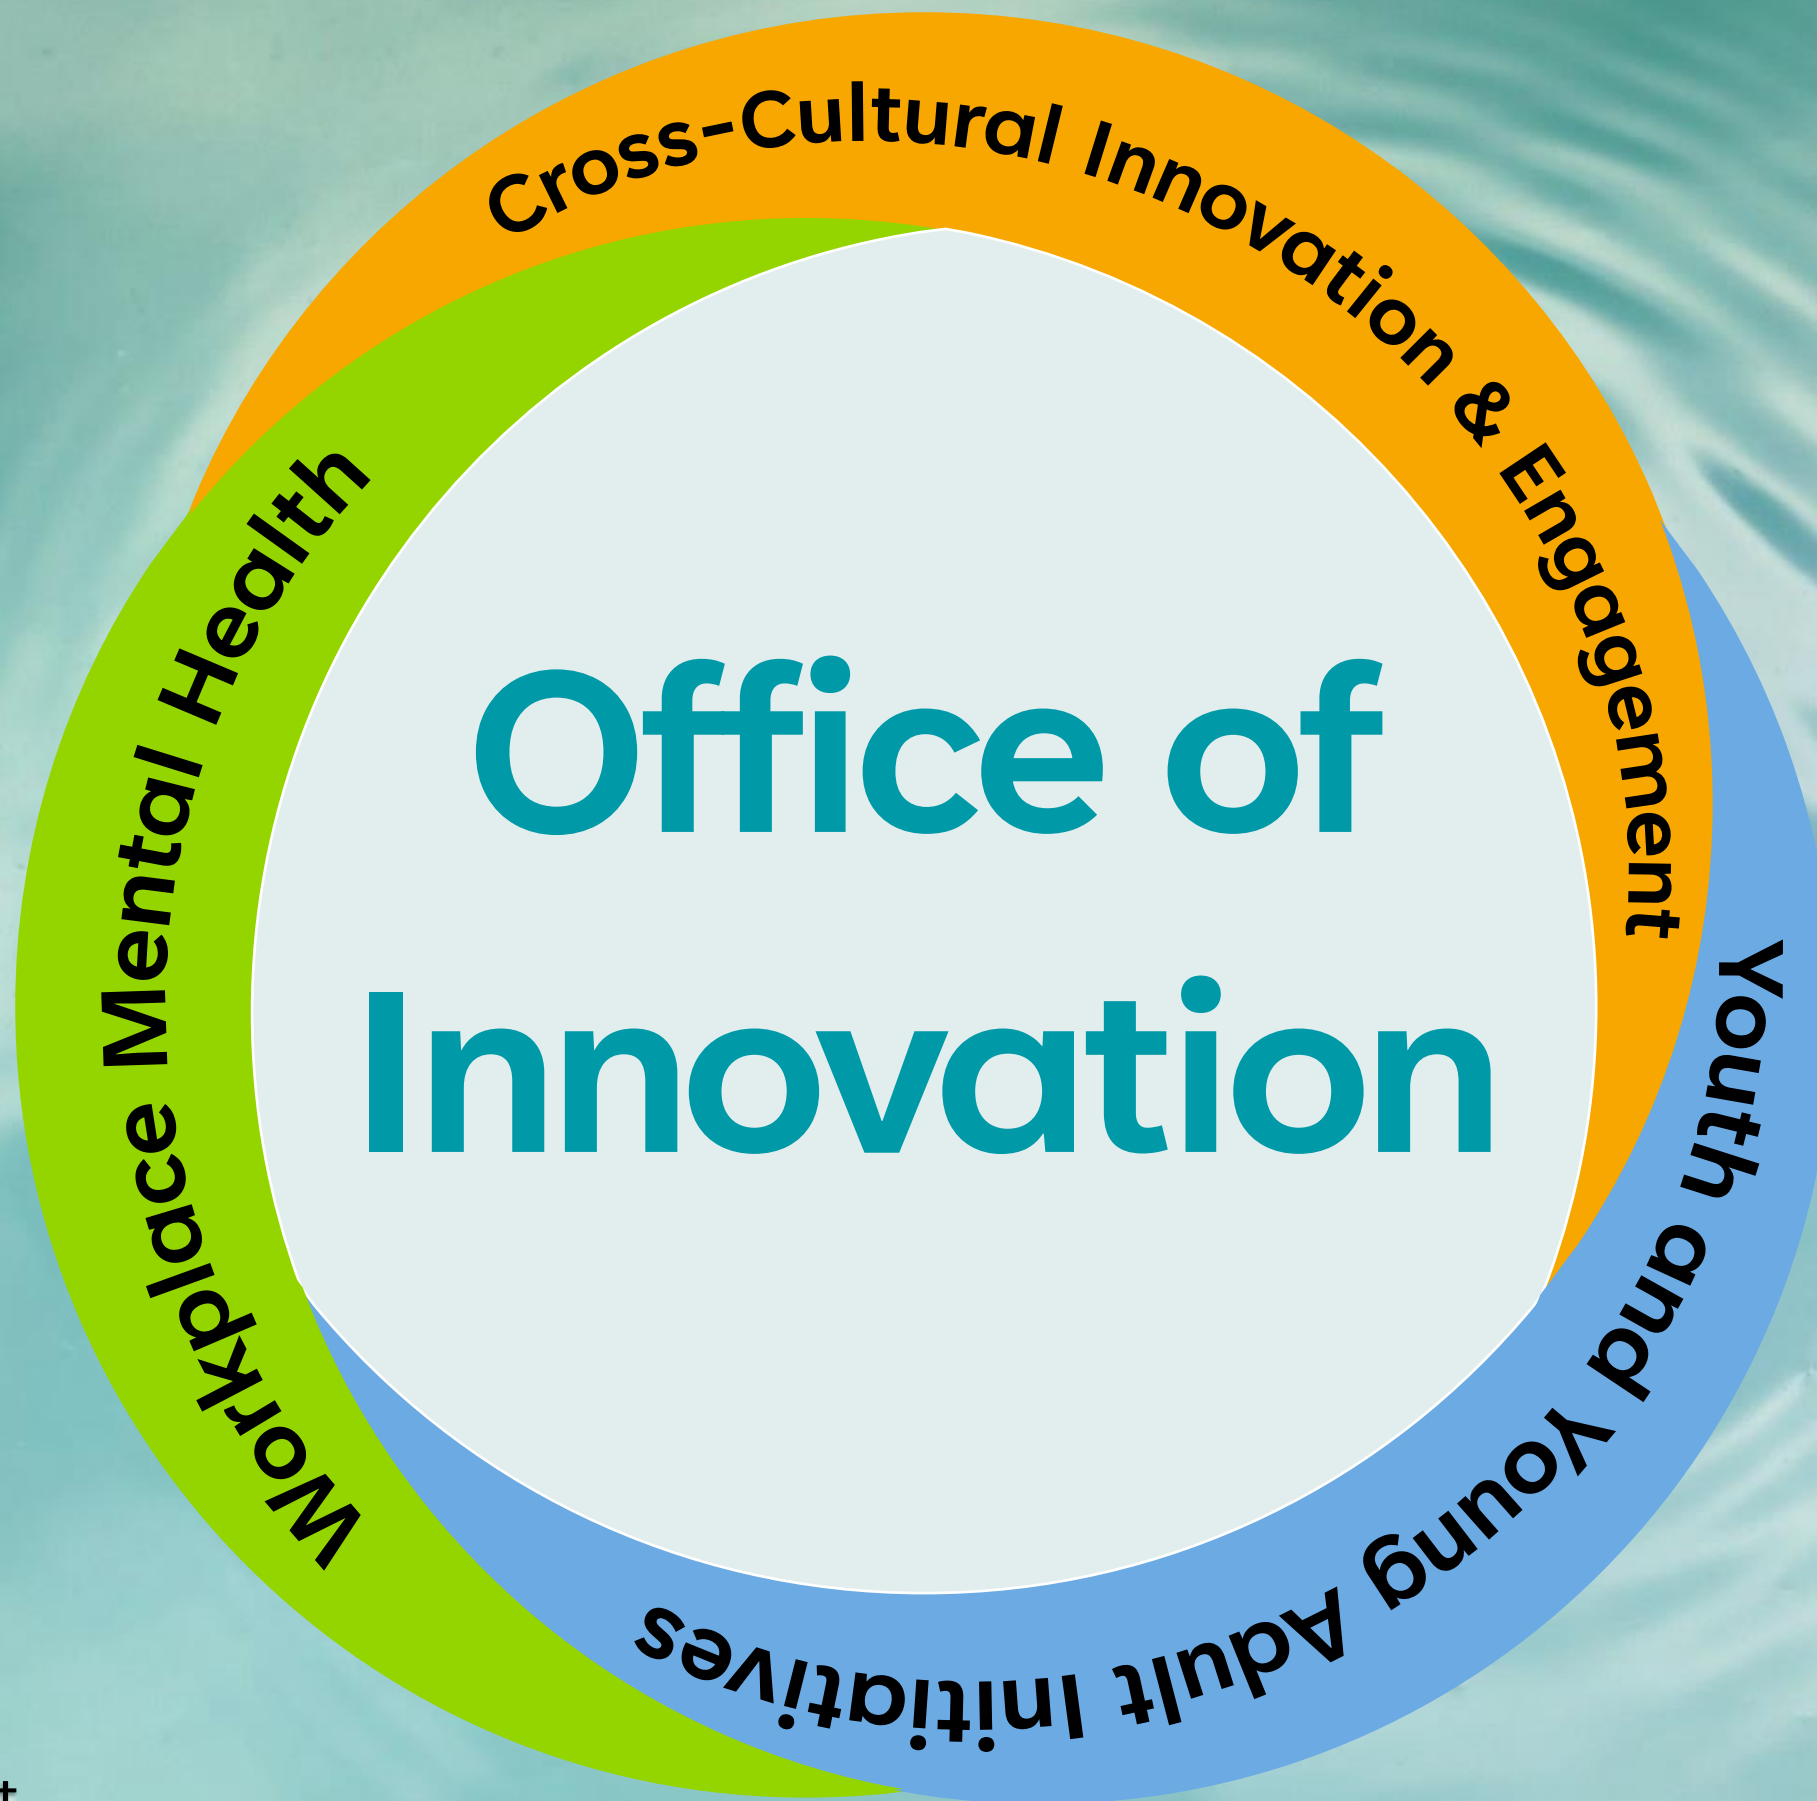 Cross-Cultural Innovation & Engagement
Workplace Mental Health
Office of
Innovation
Youth and Young Adult Initiatives
t